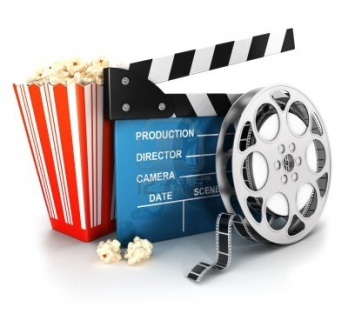 PRODUCTION
DIRECTOR
CAMERA
DATE SCENE